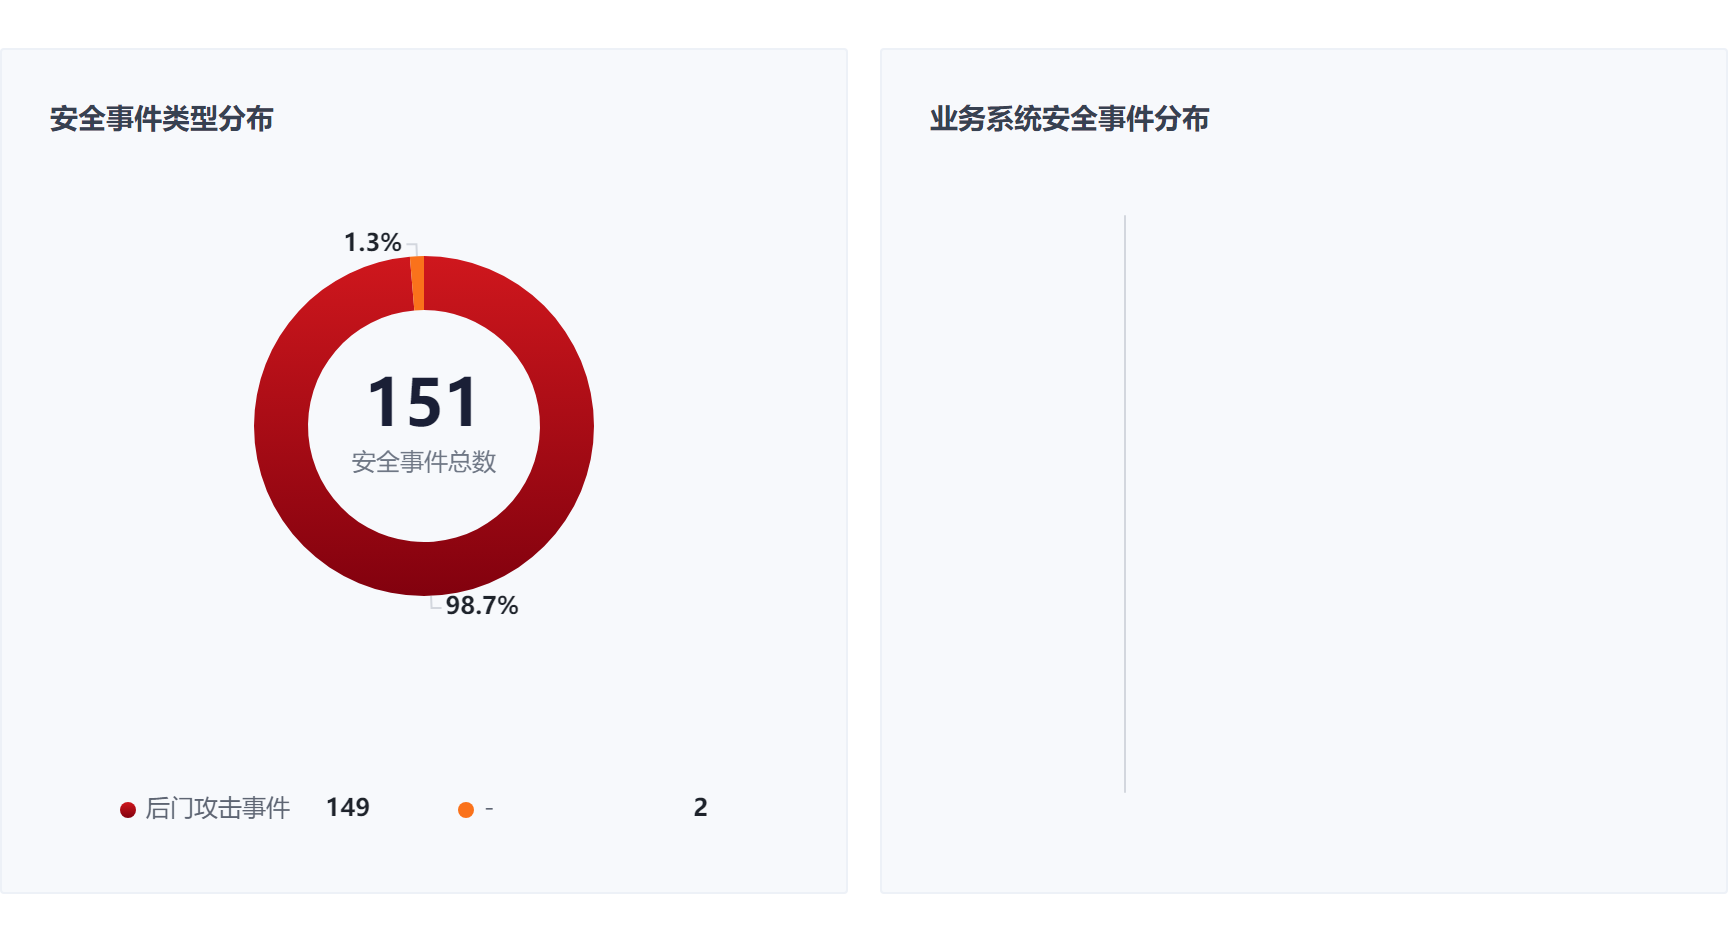 安全事件类型分布
1.3%
151
安全事件总数
98.7%
后门攻击事件 149 - 2
业务系统安全事件分布